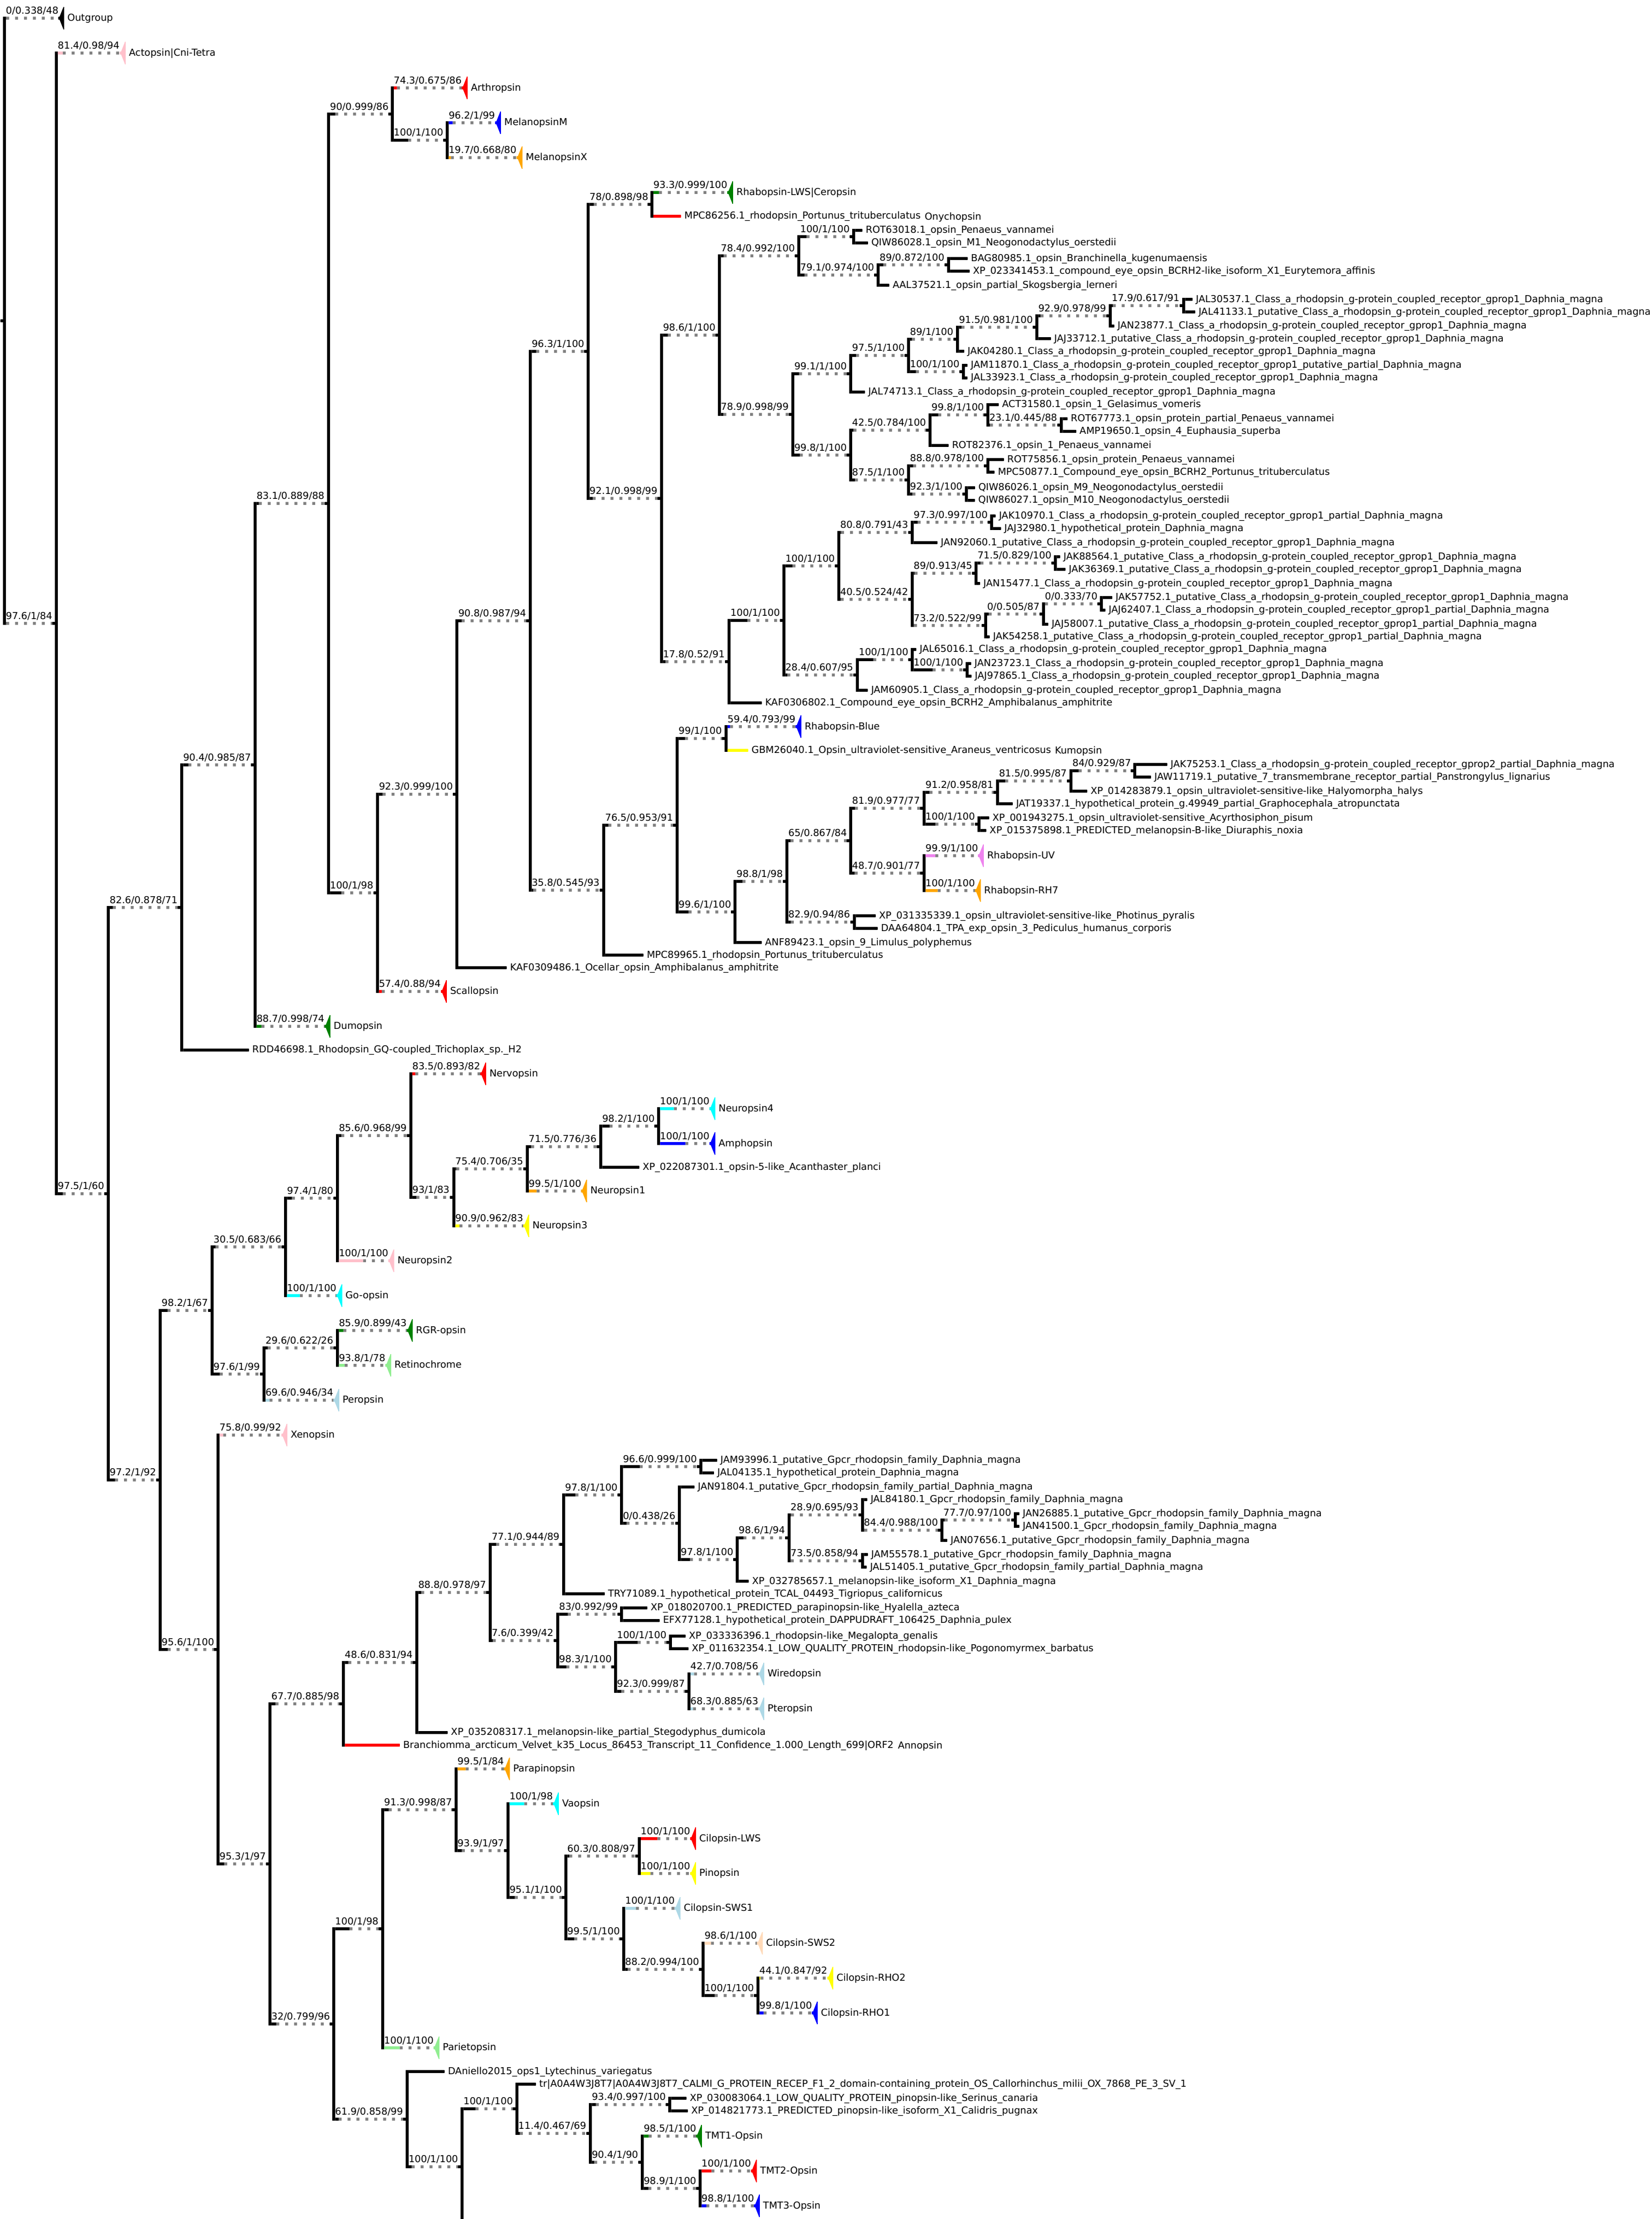 0/0.338/48 Outgroup
81.4/0.98/94 Actopsin|Cni-Tetra
74.3/0.675/86 Arthropsin
90/0.999/86
96.2/1/99 MelanopsinM
100/1/100
19.7/0.668/80 MelanopsinX
93.3/0.999/100 Rhabopsin-LWS|Ceropsin
78/0.898/98
MPC86256.1_rhodopsin_Portunus_trituberculatus Onychopsin
100/1/100 ROT63018.1_opsin_Penaeus_vannamei
QIW86028.1_opsin_M1_Neogonodactylus_oerstedii
78.4/0.992/100
89/0.872/100 BAG80985.1_opsin_Branchinella_kugenumaensis
79.1/0.974/100 XP_023341453.1_compound_eye_opsin_BCRH2-like_isoform_X1_Eurytemora_affinis
AAL37521.1_opsin_partial_Skogsbergia_lerneri
17.9/0.617/91 JAL30537.1_Class_a_rhodopsin_g-protein_coupled_receptor_gprop1_Daphnia_magna
92.9/0.978/99 JAL41133.1_putative_Class_a_rhodopsin_g-protein_coupled_receptor_gprop1_Daphnia_magna
91.5/0.981/100 JAN23877.1_Class_a_rhodopsin_g-protein_coupled_receptor_gprop1_Daphnia_magna
98.6/1/100 89/1/100 JAJ33712.1_putative_Class_a_rhodopsin_g-protein_coupled_receptor_gprop1_Daphnia_magna
96.3/1/100 97.5/1/100 JAK04280.1_Class_a_rhodopsin_g-protein_coupled_receptor_gprop1_Daphnia_magna
99.1/1/100 100/1/100 JAM11870.1_Class_a_rhodopsin_g-protein_coupled_receptor_gprop1_putative_partial_Daphnia_magna
JAL33923.1_Class_a_rhodopsin_g-protein_coupled_receptor_gprop1_Daphnia_magna
JAL74713.1_Class_a_rhodopsin_g-protein_coupled_receptor_gprop1_Daphnia_magna
78.9/0.998/99 99.8/1/100 ACT31580.1_opsin_1_Gelasimus_vomeris
42.5/0.784/100 23.1/0.445/88 ROT67773.1_opsin_protein_partial_Penaeus_vannamei
AMP19650.1_opsin_4_Euphausia_superba
99.8/1/100 ROT82376.1_opsin_1_Penaeus_vannamei
88.8/0.978/100 ROT75856.1_opsin_protein_Penaeus_vannamei
87.5/1/100 MPC50877.1_Compound_eye_opsin_BCRH2_Portunus_trituberculatus
92.3/1/100 QIW86026.1_opsin_M9_Neogonodactylus_oerstedii
83.1/0.889/88 92.1/0.998/99 QIW86027.1_opsin_M10_Neogonodactylus_oerstedii
97.3/0.997/100 JAK10970.1_Class_a_rhodopsin_g-protein_coupled_receptor_gprop1_partial_Daphnia_magna
80.8/0.791/43 JAJ32980.1_hypothetical_protein_Daphnia_magna
JAN92060.1_putative_Class_a_rhodopsin_g-protein_coupled_receptor_gprop1_Daphnia_magna
100/1/100 71.5/0.829/100 JAK88564.1_putative_Class_a_rhodopsin_g-protein_coupled_receptor_gprop1_Daphnia_magna
89/0.913/45 JAK36369.1_putative_Class_a_rhodopsin_g-protein_coupled_receptor_gprop1_Daphnia_magna
JAN15477.1_Class_a_rhodopsin_g-protein_coupled_receptor_gprop1_Daphnia_magna
40.5/0.524/42 0/0.333/70 JAK57752.1_putative_Class_a_rhodopsin_g-protein_coupled_receptor_gprop1_Daphnia_magna
97.6/1/84 90.8/0.987/94 100/1/100 0/0.505/87 JAJ62407.1_Class_a_rhodopsin_g-protein_coupled_receptor_gprop1_partial_Daphnia_magna
73.2/0.522/99 JAJ58007.1_putative_Class_a_rhodopsin_g-protein_coupled_receptor_gprop1_partial_Daphnia_magna
JAK54258.1_putative_Class_a_rhodopsin_g-protein_coupled_receptor_gprop1_partial_Daphnia_magna
17.8/0.52/91 100/1/100 JAL65016.1_Class_a_rhodopsin_g-protein_coupled_receptor_gprop1_Daphnia_magna
28.4/0.607/95 100/1/100 JAN23723.1_Class_a_rhodopsin_g-protein_coupled_receptor_gprop1_Daphnia_magna
JAJ97865.1_Class_a_rhodopsin_g-protein_coupled_receptor_gprop1_Daphnia_magna
JAM60905.1_Class_a_rhodopsin_g-protein_coupled_receptor_gprop1_Daphnia_magna
KAF0306802.1_Compound_eye_opsin_BCRH2_Amphibalanus_amphitrite
59.4/0.793/99 Rhabopsin-Blue
99/1/100
GBM26040.1_Opsin_ultraviolet-sensitive_Araneus_ventricosus Kumopsin
90.4/0.985/87 84/0.929/87 JAK75253.1_Class_a_rhodopsin_g-protein_coupled_receptor_gprop2_partial_Daphnia_magna
81.5/0.995/87 JAW11719.1_putative_7_transmembrane_receptor_partial_Panstrongylus_lignarius
92.3/0.999/100 91.2/0.958/81 XP_014283879.1_opsin_ultraviolet-sensitive-like_Halyomorpha_halys
81.9/0.977/77 JAT19337.1_hypothetical_protein_g.49949_partial_Graphocephala_atropunctata
76.5/0.953/91 100/1/100 XP_001943275.1_opsin_ultraviolet-sensitive_Acyrthosiphon_pisum
65/0.867/84 XP_015375898.1_PREDICTED_melanopsin-B-like_Diuraphis_noxia
99.9/1/100 Rhabopsin-UV
48.7/0.901/77
98.8/1/98
100/1/98 35.8/0.545/93 100/1/100 Rhabopsin-RH7
99.6/1/100 82.9/0.94/86 XP_031335339.1_opsin_ultraviolet-sensitive-like_Photinus_pyralis
82.6/0.878/71 DAA64804.1_TPA_exp_opsin_3_Pediculus_humanus_corporis
ANF89423.1_opsin_9_Limulus_polyphemus
MPC89965.1_rhodopsin_Portunus_trituberculatus
KAF0309486.1_Ocellar_opsin_Amphibalanus_amphitrite
57.4/0.88/94 Scallopsin
88.7/0.998/74 Dumopsin
RDD46698.1_Rhodopsin_GQ-coupled_Trichoplax_sp._H2
83.5/0.893/82 Nervopsin
100/1/100 Neuropsin4
98.2/1/100
85.6/0.968/99
71.5/0.776/36 100/1/100 Amphopsin
75.4/0.706/35 XP_022087301.1_opsin-5-like_Acanthaster_planci
97.5/1/60 97.4/1/80 93/1/83 99.5/1/100 Neuropsin1
90.9/0.962/83 Neuropsin3
30.5/0.683/66
100/1/100 Neuropsin2
100/1/100 Go-opsin
98.2/1/67
85.9/0.899/43 RGR-opsin
29.6/0.622/26
93.8/1/78 Retinochrome
97.6/1/99
69.6/0.946/34 Peropsin
75.8/0.99/92 Xenopsin
96.6/0.999/100 JAM93996.1_putative_Gpcr_rhodopsin_family_Daphnia_magna
97.2/1/92 JAL04135.1_hypothetical_protein_Daphnia_magna
97.8/1/100 JAN91804.1_putative_Gpcr_rhodopsin_family_partial_Daphnia_magna
28.9/0.695/93 JAL84180.1_Gpcr_rhodopsin_family_Daphnia_magna
0/0.438/26 77.7/0.97/100 JAN26885.1_putative_Gpcr_rhodopsin_family_Daphnia_magna
98.6/1/94 84.4/0.988/100 JAN41500.1_Gpcr_rhodopsin_family_Daphnia_magna
77.1/0.944/89 JAN07656.1_putative_Gpcr_rhodopsin_family_Daphnia_magna
97.8/1/100 73.5/0.858/94 JAM55578.1_putative_Gpcr_rhodopsin_family_Daphnia_magna
JAL51405.1_putative_Gpcr_rhodopsin_family_partial_Daphnia_magna
88.8/0.978/97 XP_032785657.1_melanopsin-like_isoform_X1_Daphnia_magna
TRY71089.1_hypothetical_protein_TCAL_04493_Tigriopus_californicus
83/0.992/99 XP_018020700.1_PREDICTED_parapinopsin-like_Hyalella_azteca
EFX77128.1_hypothetical_protein_DAPPUDRAFT_106425_Daphnia_pulex
7.6/0.399/42 100/1/100 XP_033336396.1_rhodopsin-like_Megalopta_genalis
95.6/1/100 48.6/0.831/94 98.3/1/100 XP_011632354.1_LOW_QUALITY_PROTEIN_rhodopsin-like_Pogonomyrmex_barbatus
42.7/0.708/56 Wiredopsin
92.3/0.999/87
67.7/0.885/98 68.3/0.885/63 Pteropsin
XP_035208317.1_melanopsin-like_partial_Stegodyphus_dumicola
Branchiomma_arcticum_Velvet_k35_Locus_86453_Transcript_11_Confidence_1.000_Length_699|ORF2 Annopsin
99.5/1/84 Parapinopsin
91.3/0.998/87 100/1/98 Vaopsin
100/1/100 Cilopsin-LWS
93.9/1/97 60.3/0.808/97
95.3/1/97 100/1/100 Pinopsin
95.1/1/100
100/1/100 Cilopsin-SWS1
100/1/98 99.5/1/100
98.6/1/100 Cilopsin-SWS2
88.2/0.994/100
44.1/0.847/92 Cilopsin-RHO2
100/1/100
32/0.799/96 99.8/1/100 Cilopsin-RHO1
100/1/100 Parietopsin
DAniello2015_ops1_Lytechinus_variegatus
tr|A0A4W3J8T7|A0A4W3J8T7_CALMI_G_PROTEIN_RECEP_F1_2_domain-containing_protein_OS_Callorhinchus_milii_OX_7868_PE_3_SV_1
61.9/0.858/99 100/1/100 93.4/0.997/100 XP_030083064.1_LOW_QUALITY_PROTEIN_pinopsin-like_Serinus_canaria
XP_014821773.1_PREDICTED_pinopsin-like_isoform_X1_Calidris_pugnax
11.4/0.467/69 98.5/1/100 TMT1-Opsin
100/1/100 90.4/1/90
100/1/100 TMT2-Opsin
98.9/1/100
98.8/1/100 TMT3-Opsin